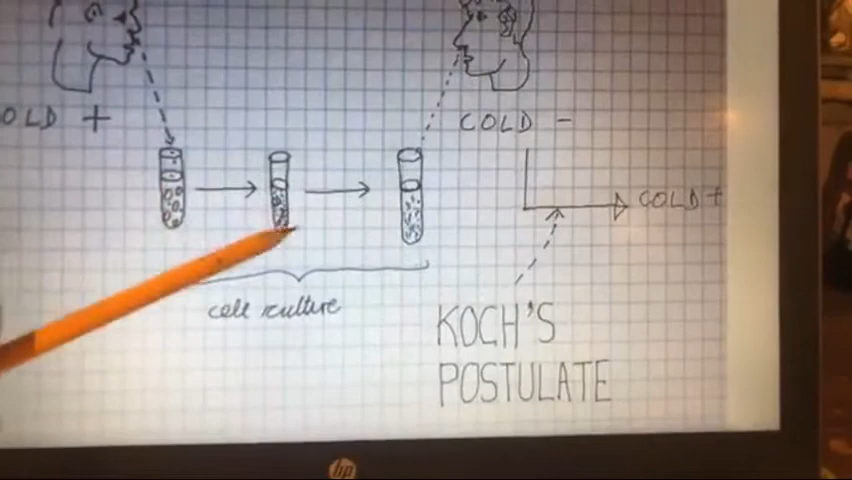 OLD +
COLD -
COLD +
cell culture
KOCH'S
POSTULATE
hp